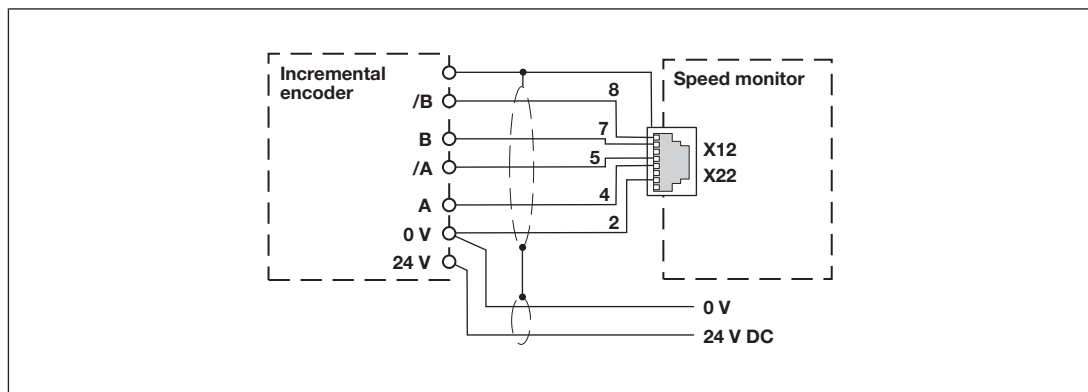 Incremental
encoder
Speed monitor
/B
8
B
7
/A
5
X12
X22
A
4
0 V
2
24 V
0 V
24 V DC